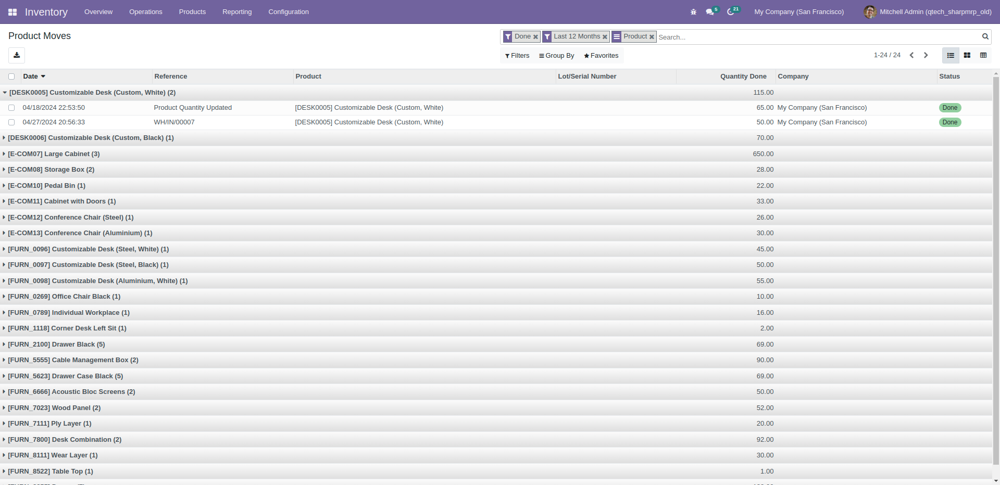 Inventory Overview Operations Products Reporting Configuration 5 21 My Company (San Francisco) Mitchell Admin (qtech_sharpmrp_old)
Product Moves
Done Last 12 Months Product Search...
Filters Group By Favorites 1-24 / 24
Date Reference Product Lot/Serial Number Quantity Done Company Status
[DESK0005] Customizable Desk (Custom, White) (2) 115.00
04/18/2024 22:53:50 Product Quantity Updated [DESK0005] Customizable Desk (Custom, White) 65.00 My Company (San Francisco) Done
04/27/2024 20:56:33 WH/IN/00007 [DESK0005] Customizable Desk (Custom, White) 50.00 My Company (San Francisco) Done
[DESK0006] Customizable Desk (Custom, Black) (1) 70.00
[E-COM07] Large Cabinet (3) 650.00
[E-COM08] Storage Box (2) 28.00
[E-COM10] Pedal Bin (1) 22.00
[E-COM11] Cabinet with Doors (1) 33.00
[E-COM12] Conference Chair (Steel) (1) 26.00
[E-COM13] Conference Chair (Aluminium) (1) 30.00
[FURN_0096] Customizable Desk (Steel, White) (1) 45.00
[FURN_0097] Customizable Desk (Steel, Black) (1) 50.00
[FURN_0098] Customizable Desk (Aluminium, White) (1) 55.00
[FURN_0269] Office Chair Black (1) 10.00
[FURN_0789] Individual Workplace (1) 16.00
[FURN_1118] Corner Desk Left Sit (1) 2.00
[FURN_2100] Drawer Black (5) 69.00
[FURN_5555] Cable Management Box (2) 90.00
[FURN_5623] Drawer Case Black (5) 69.00
[FURN_6666] Acoustic Bloc Screens (2) 50.00
[FURN_7023] Wood Panel (2) 52.00
[FURN_7111] Ply Layer (1) 20.00
[FURN_7800] Desk Combination (2) 92.00
[FURN_8111] Wear Layer (1) 30.00
[FURN_8522] Table Top (1) 1.00